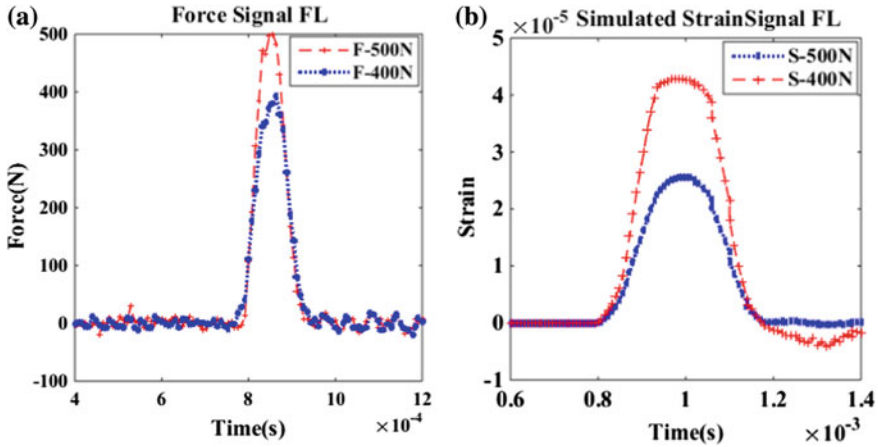 (a)
Force Signal FL
F-500N
F-400N
500
400
300
200
100
0
-100
Force(N)
4
6
8
10
12
Time(s)
×10⁻⁴
(b)
×10⁻⁵ Simulated StrainSignal FL
S-500N
S-400N
5
4
3
2
1
0
-1
Strain
0.6
0.8
1
1.2
1.4
Time(s)
×10⁻³